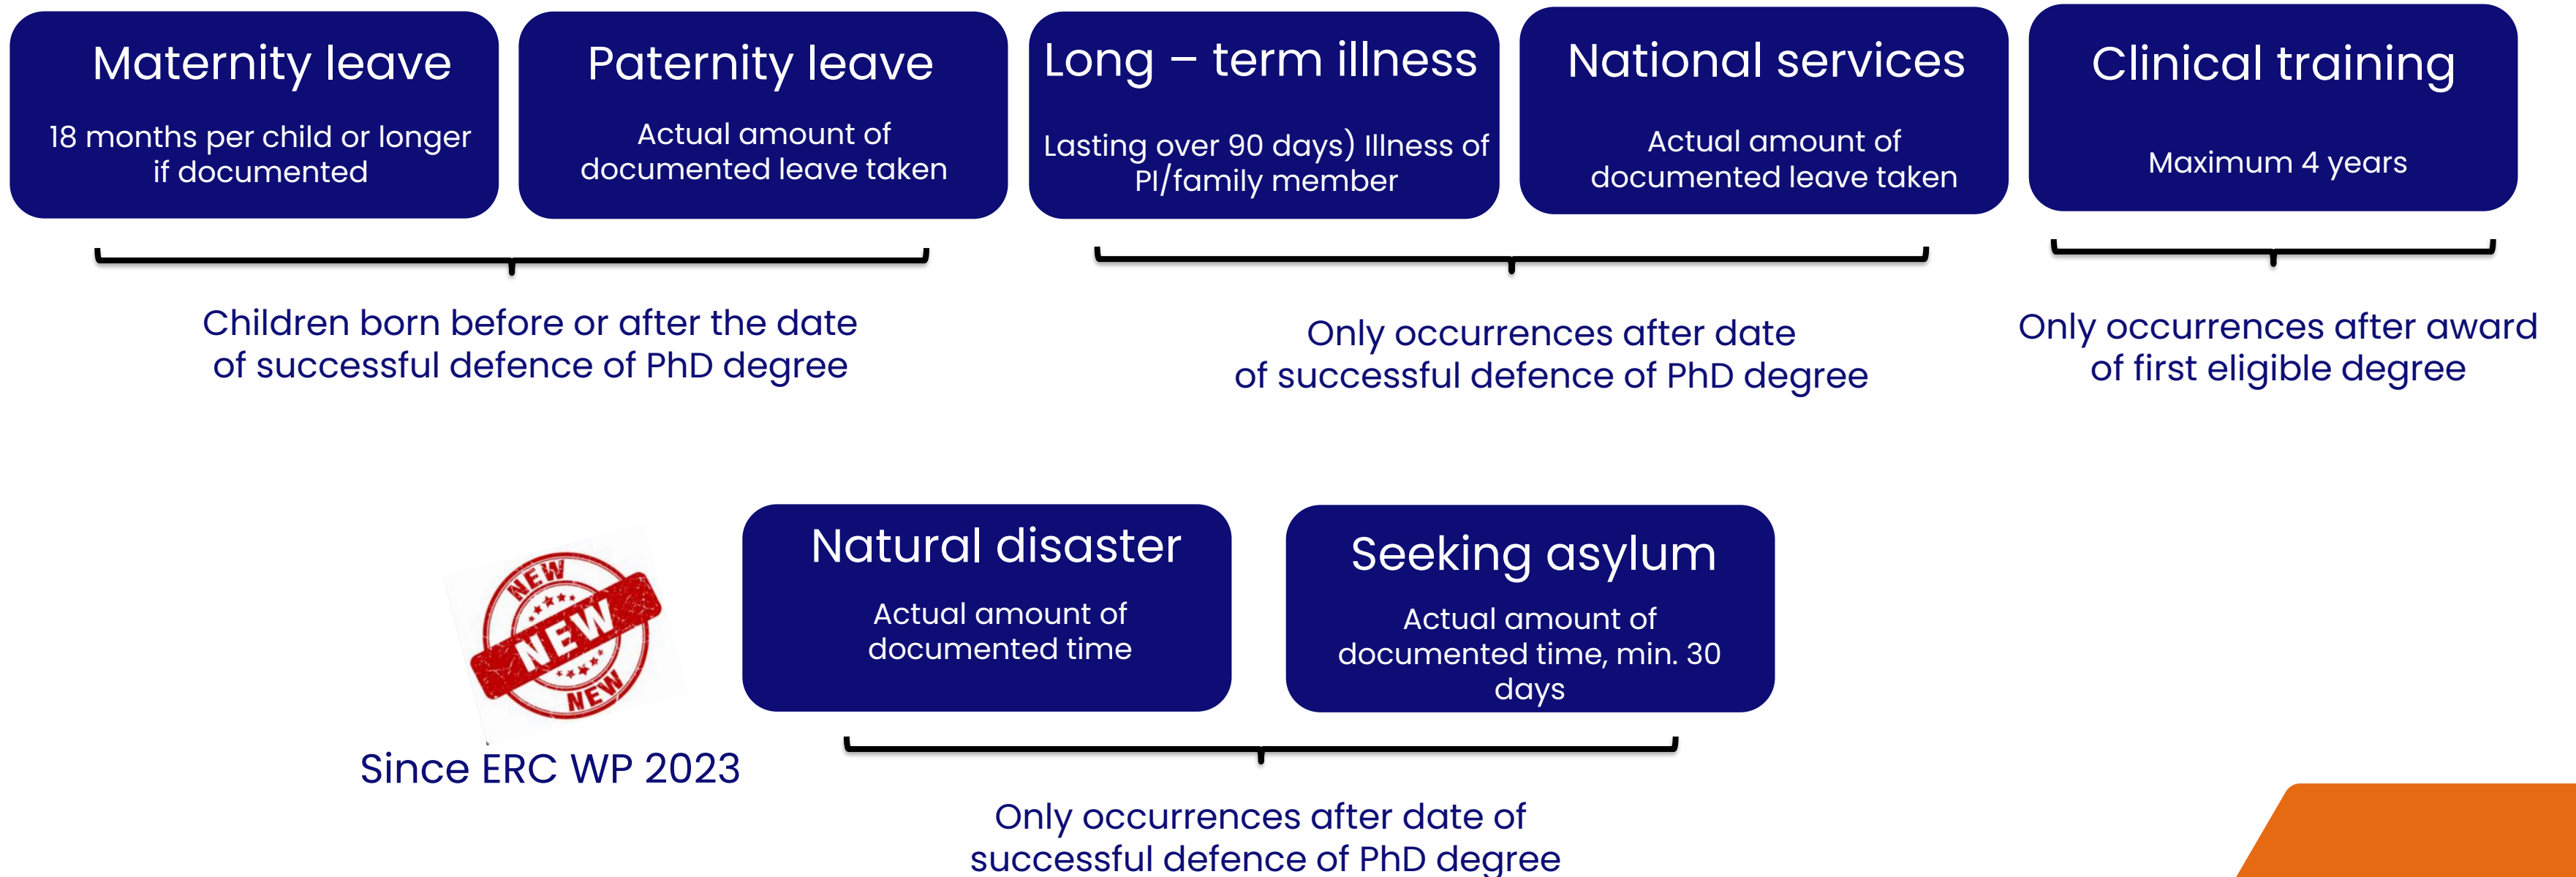 Maternity leave
18 months per child or longer
if documented
Paternity leave
Actual amount of
documented leave taken
Long – term illness
Lasting over 90 days) Illness of
PI/family member
National services
Actual amount of
documented leave taken
Clinical training
Maximum 4 years
Children born before or after the date
of successful defence of PhD degree
Only occurrences after date
of successful defence of PhD degree
Only occurrences after award
of first eligible degree
NEW
NEW
NEW
Since ERC WP 2023
Natural disaster
Actual amount of
documented time
Seeking asylum
Actual amount of
documented time, min. 30
days
Only occurrences after date of
successful defence of PhD degree